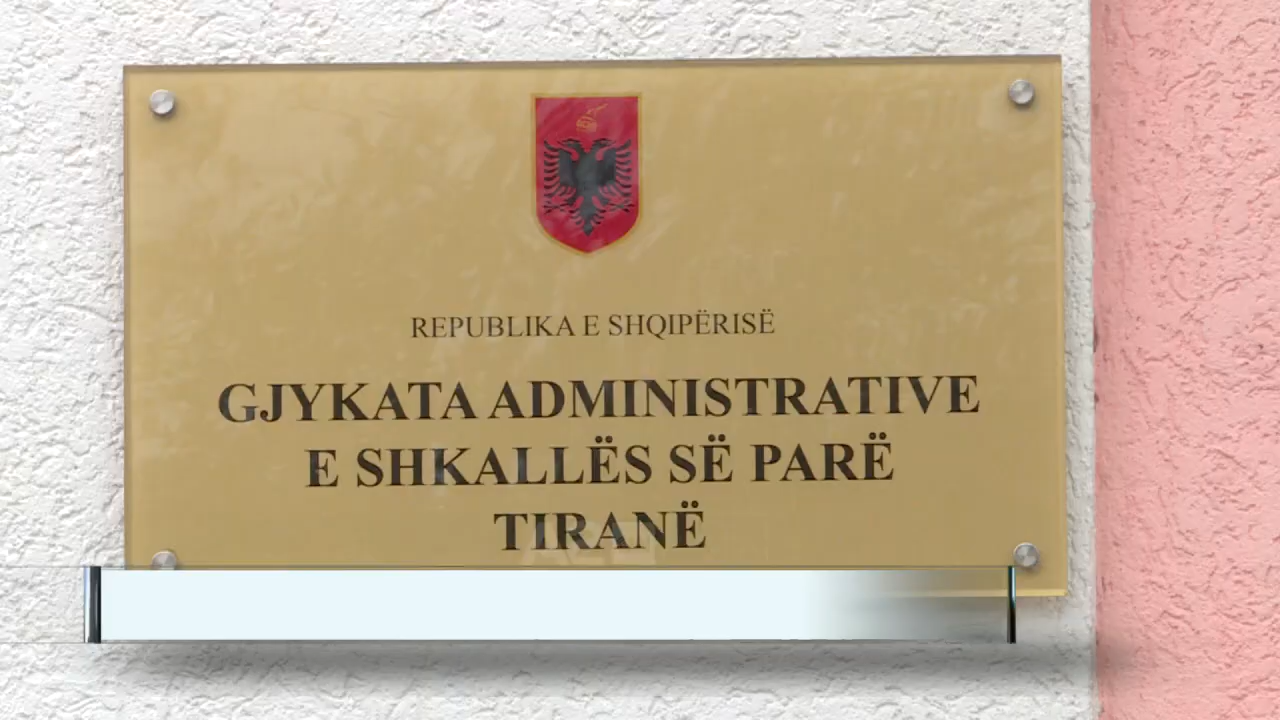 REPUBLIKA E SHQIPËRISË
GJYKATA ADMINISTRATIVE
E SHKALLËS SË PARË
TIRANË